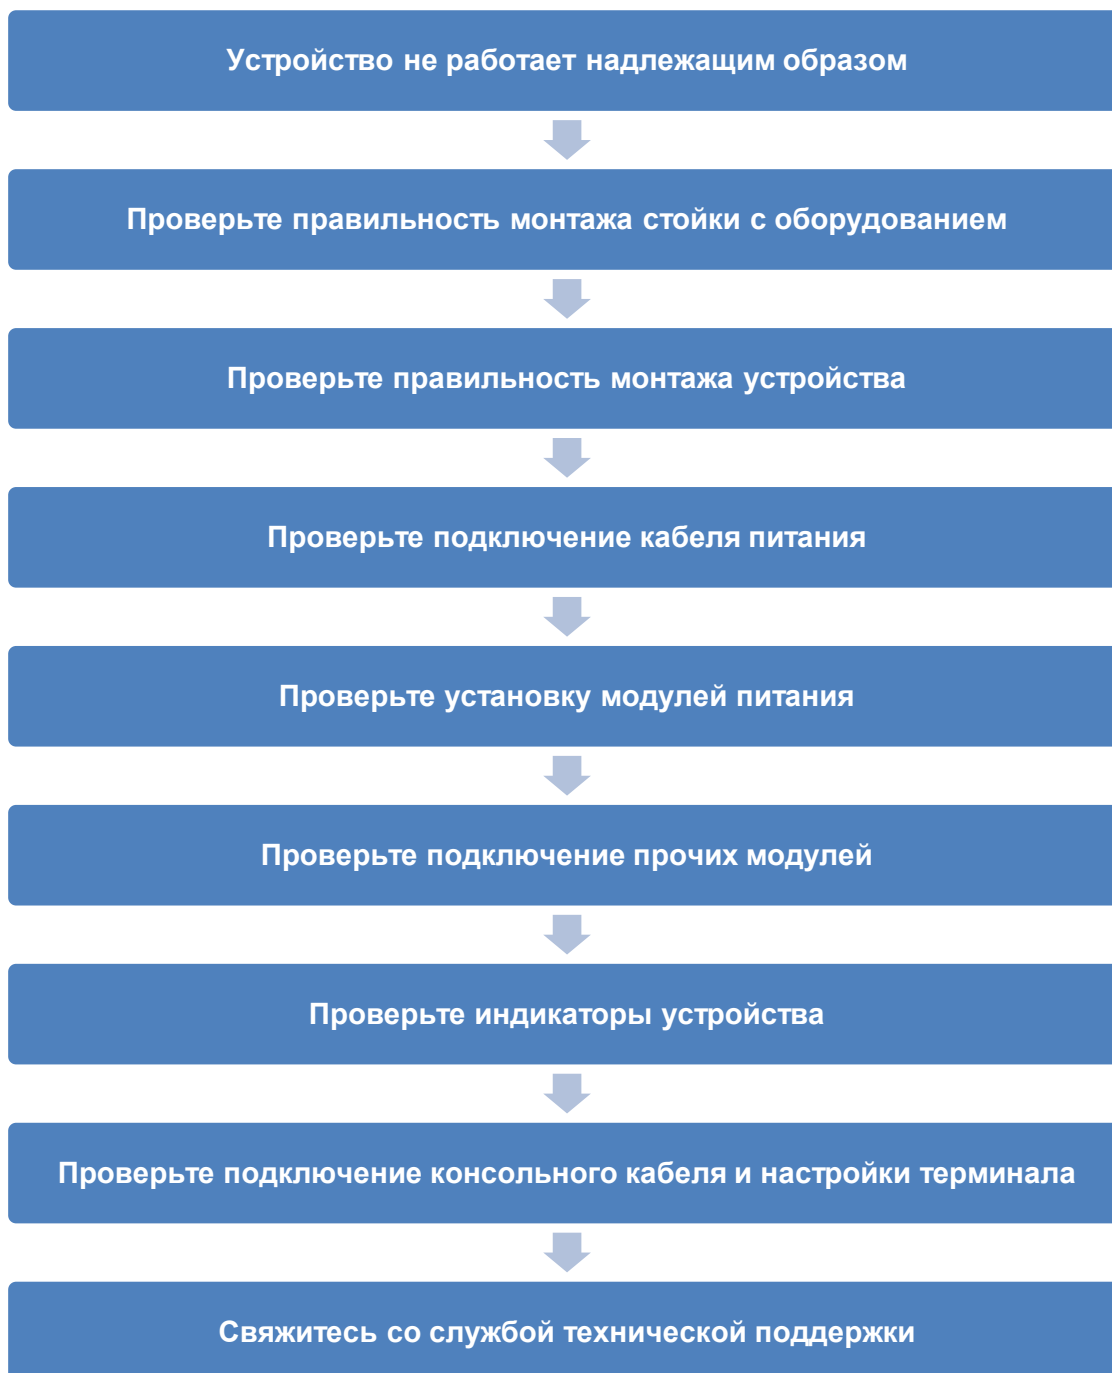 Устройство не работает надлежащим образом
Проверьте правильность монтажа стойки с оборудованием
Проверьте правильность монтажа устройства
Проверьте подключение кабеля питания
Проверьте установку модулей питания
Проверьте подключение прочих модулей
Проверьте индикаторы устройства
Проверьте подключение консольного кабеля и настройки терминала
Свяжитесь со службой технической поддержки